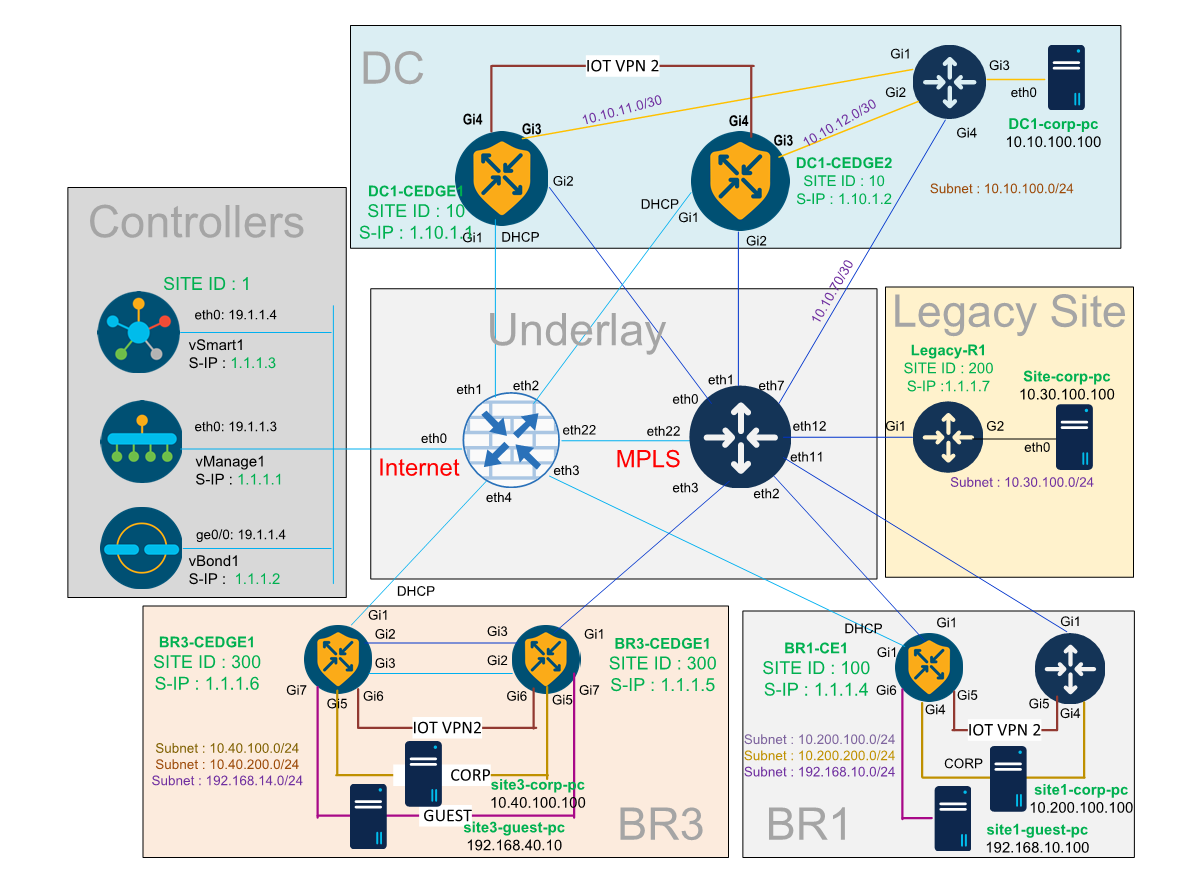 DC
IOT VPN 2
Gi4
Gi3
10.10.11.0/30
Gi4
Gi3
10.10.12.0/30
Gi1
Gi2
Gi3
eth0
Gi4
DC1-corp-pc
10.10.100.100
Subnet : 10.10.100.0/24
DC1-CEDGE1
SITE ID : 10
S-IP : 1.10.1.1
Gi2
Gi1
DHCP
DC1-CEDGE2
SITE ID : 10
S-IP : 1.10.1.2
DHCP
Gi1
Gi2
10.10.70/30
Controllers
SITE ID : 1
eth0: 19.1.1.4
vSmart1
S-IP : 1.1.1.3
eth0: 19.1.1.3
vManage1
S-IP : 1.1.1.1
ge0/0: 19.1.1.4
vBond1
S-IP : 1.1.1.2
Underlay
eth1
eth2
eth0
eth22
Internet
eth3
eth4
eth1
eth7
eth0
eth22
MPLS
eth12
eth11
eth3
eth2
Legacy Site
Legacy-R1
SITE ID : 200
S-IP :1.1.1.7
Site-corp-pc
10.30.100.100
Gi1
G2
eth0
Subnet : 10.30.100.0/24
DHCP
Gi1
BR3-CEDGE1
SITE ID : 300
S-IP : 1.1.1.6
Gi2
Gi3
Gi7
Gi5
Gi6
Gi3
Gi1
Gi2
Gi6
Gi5
Gi7
BR3-CEDGE1
SITE ID : 300
S-IP : 1.1.1.5
IOT VPN2
Subnet : 10.40.100.0/24
Subnet : 10.40.200.0/24
Subnet : 192.168.14.0/24
CORP
site3-corp-pc
10.40.100.100
GUEST
site3-guest-pc
192.168.40.10
BR3
DHCP
Gi1
Gi1
BR1-CE1
SITE ID : 100
S-IP : 1.1.1.4
Gi1
Gi6
Gi5
Gi4
Gi5
Gi4
IOT VPN 2
Subnet : 10.200.100.0/24
Subnet : 10.200.200.0/24
Subnet : 192.168.10.0/24
CORP
site1-corp-pc
10.200.100.100
site1-guest-pc
192.168.10.100
BR1